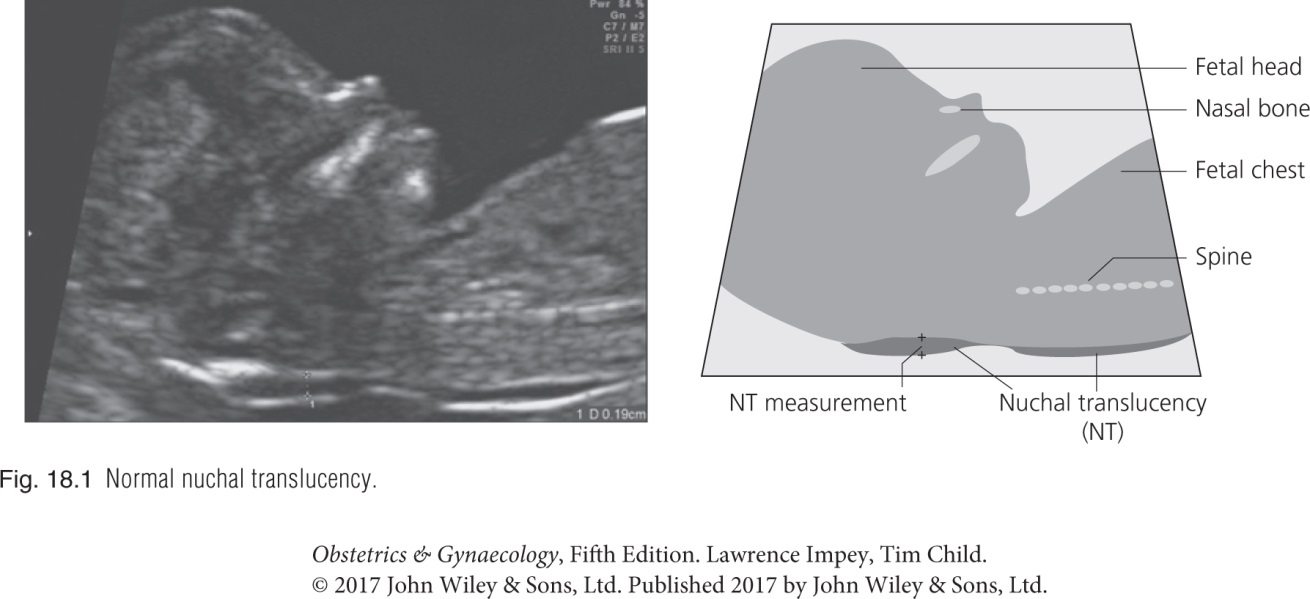 Pwr 84 %
Gn -5
C7 / M7
P2 / E2
SRI II 5
1
1 D 0.19cm
Fetal head
Nasal bone
Fetal chest
Spine
NT measurement
Nuchal translucency
(NT)
Fig. 18.1 Normal nuchal translucency.
Obstetrics & Gynaecology, Fifth Edition. Lawrence Impey, Tim Child.
© 2017 John Wiley & Sons, Ltd. Published 2017 by John Wiley & Sons, Ltd.